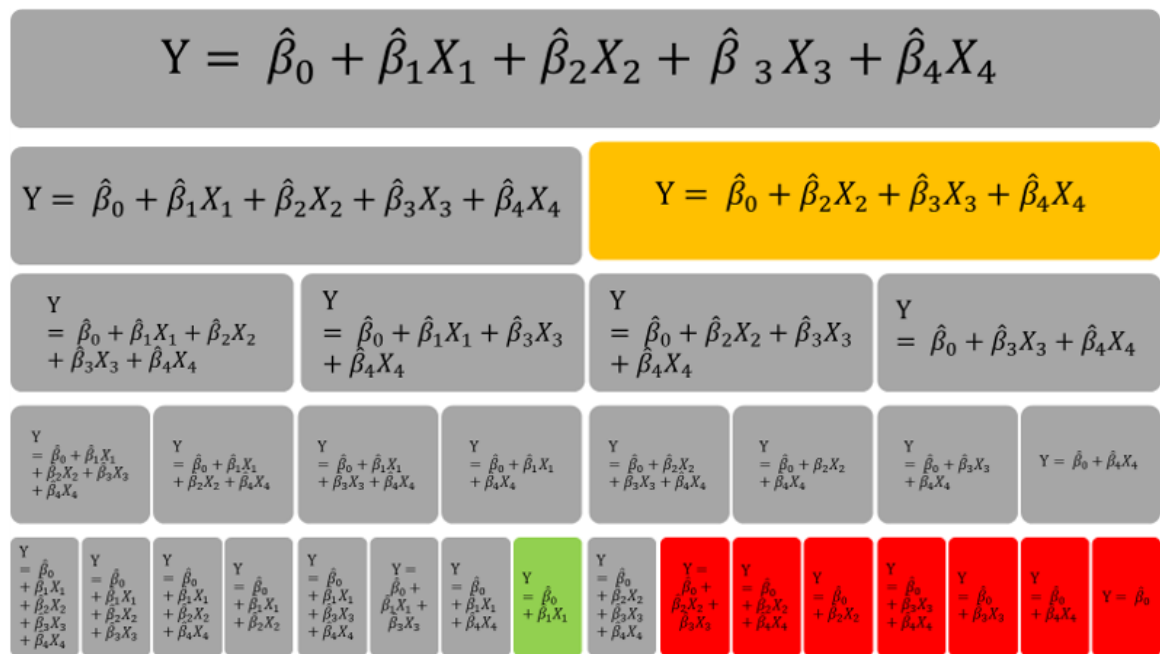 Y = β̂₀ + β̂₁X₁ + β̂₂X₂ + β̂ ₃ X₃ + β̂₄X₄
Y = β̂₀ + β̂₁X₁ + β̂₂X₂ + β̂₃X₃ + β̂₄X₄
Y = β̂₀ + β̂₂X₂ + β̂₃X₃ + β̂₄X₄
Y
= β̂₀ + β̂₁X₁ + β̂₂X₂
+ β̂₃X₃ + β̂₄X₄
Y
= β̂₀ + β̂₁X₁ + β̂₃X₃
+ β̂₄X₄
Y
= β̂₀ + β̂₂X₂ + β̂₃X₃
+ β̂₄X₄
Y
= β̂₀ + β̂₃X₃ + β̂₄X₄
Y
= β̂₀ + β̂₁X₁
+ β̂₂X₂ + β̂₃X₃
+ β̂₄X₄
Y
= β̂₀ + β̂₁X₁
+ β̂₂X₂ + β̂₄X₄
Y
= β̂₀ + β̂₁X₁
+ β̂₃X₃ + β̂₄X₄
Y
= β̂₀ + β̂₁X₁
+ β̂₄X₄
Y
= β̂₀ + β̂₂X₂
+ β̂₃X₃ + β̂₄X₄
Y
= β̂₀ + β₂X₂
+ β̂₄X₄
Y
= β̂₀ + β̂₃X₃
+ β̂₄X₄
Y = β̂₀ + β̂₄X₄
Y
= β̂₀
+ β̂₁X₁
+ β̂₂X₂
+ β̂₃X₃
+ β̂₄X₄
Y
= β̂₀
+ β̂₁X₁
+ β̂₂X₂
+ β̂₃X₃
Y
= β̂₀
+ β̂₁X₁
+ β̂₂X₂
+ β̂₄X₄
Y
= β̂₀
+ β̂₁X₁
+ β̂₂X₂
Y
= β̂₀
+ β̂₁X₁
+ β̂₃X₃
+ β̂₄X₄
Y =
β̂₀ +
β̂₁X₁ +
β̂₃X₃
Y
= β̂₀
+ β̂₁X₁
+ β̂₄X₄
Y
= β̂₀
+ β̂₁X₁
Y
= β̂₀
+ β̂₂X₂
+ β̂₃X₃
+ β̂₄X₄
Y =
β̂₀ +
β̂₂X₂ +
β̂₃X₃
Y
= β̂₀
+ β̂₂X₂
+ β̂₄X₄
Y
= β̂₀
+ β̂₂X₂
Y
= β̂₀
+ β̂₃X₃
+ β̂₄X₄
Y
= β̂₀
+ β̂₃X₃
Y
= β̂₀
+ β̂₄X₄
Y = β̂₀